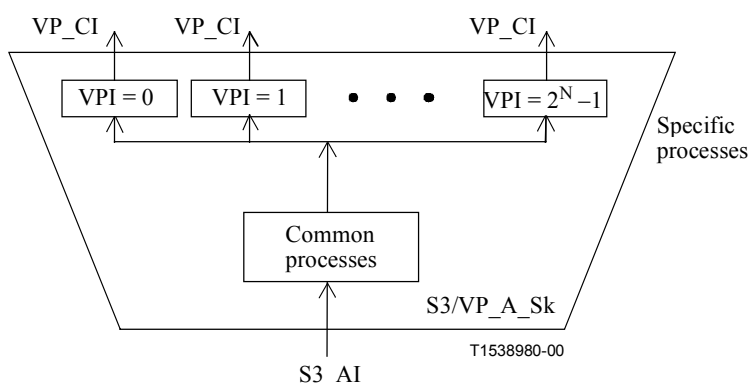 VP_CI VP_CI VP_CI
VPI = 0 VPI = 1 • • • VPI = 2^N –1
Specific
processes
Common
processes
S3/VP_A_Sk
T1538980-00
S3_AI